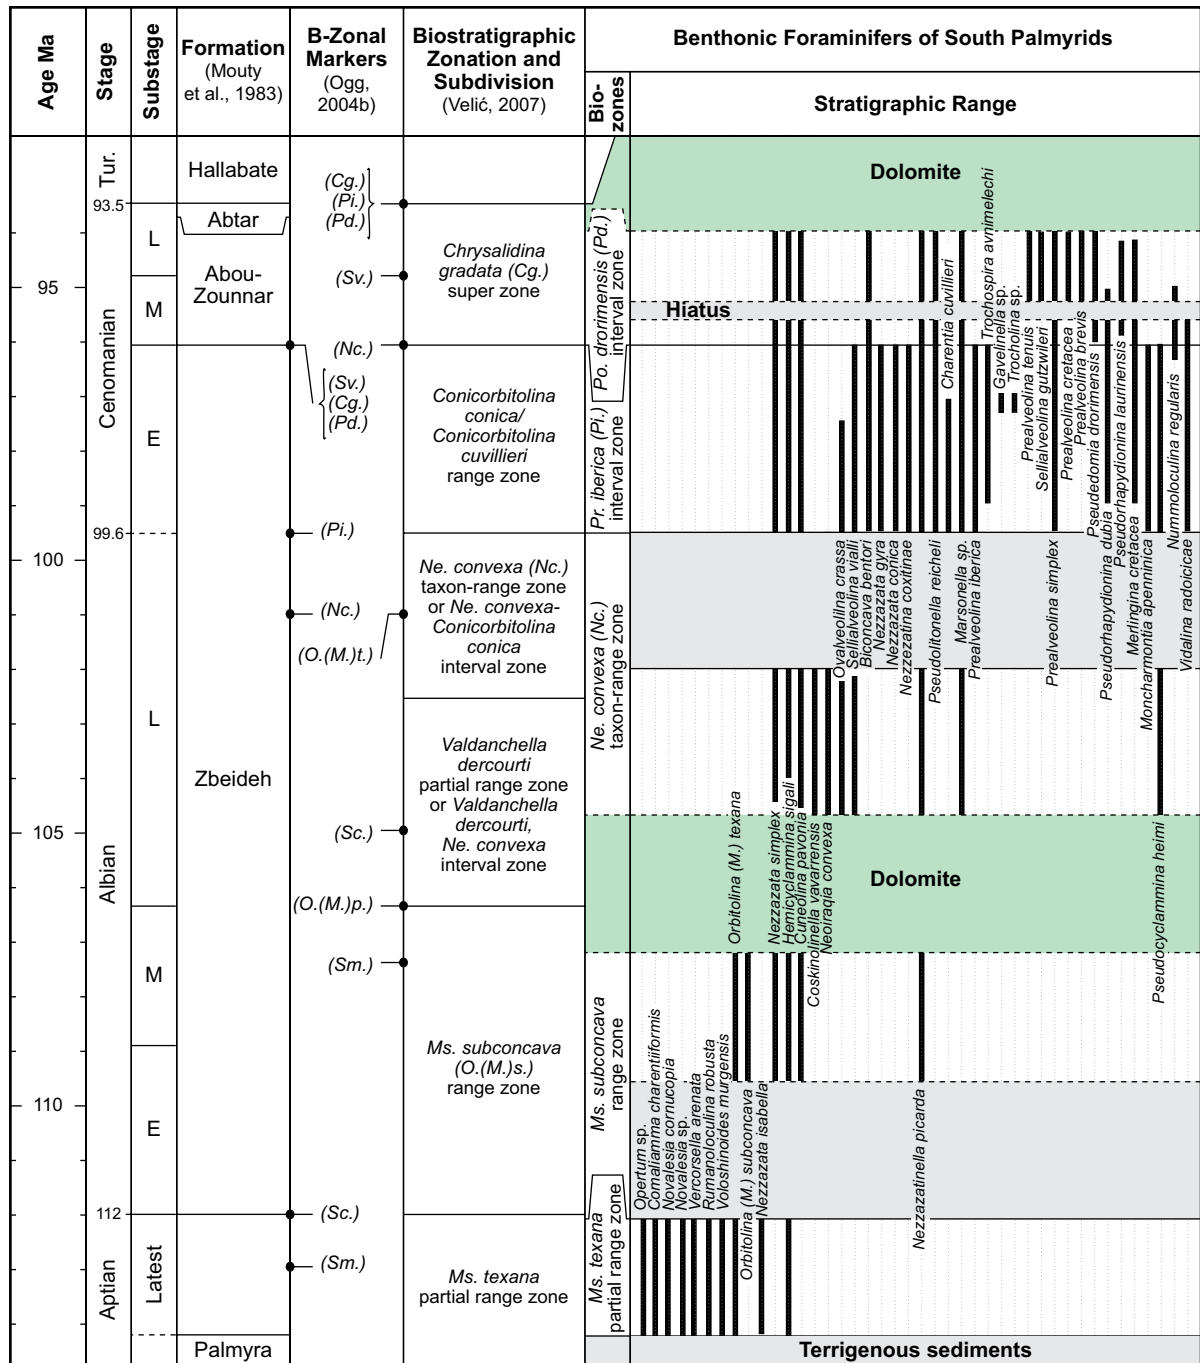 Age Ma
Stage
Substage
Formation
(Mouty
et al., 1983)
B-Zonal
Markers
(Ogg,
2004b)
Biostratigraphic
Zonation and
Subdivision
(Velić, 2007)
Benthonic Foraminifers of South Palmyrids
Bio-
zones
Stratigraphic Range
95
100
105
110
Tur.
93.5
Cenomanian
99.6
Albian
112
Aptian
L
M
E
L
M
E
Latest
Hallabate
Abtar
Abou-
Zounnar
Zbeideh
Palmyra
(Cg.)
(Pi.)
(Pd.)
(Sv.)
(Nc.)
(Sv.)
(Cg.)
(Pd.)
(Pi.)
(Nc.)
(O.(M.)t.)
(Sc.)
(O.(M.)p.)
(Sm.)
(Sc.)
(Sm.)
Chrysalidina
gradata (Cg.)
super zone
Conicorbitolina
conica/
Conicorbitolina
cuvillieri
range zone
Ne. convexa (Nc.)
taxon-range zone
or Ne. convexa-
Conicorbitolina
conica
interval zone
Valdanchella
dercourti
partial range zone
or Valdanchella
dercourti,
Ne. convexa
interval zone
Ms. subconcava
(O.(M.)s.)
range zone
Ms. texana
partial range zone
Po. drorimensis (Pd.)
interval zone
Pr. iberica (Pi.)
interval zone
Ne. convexa (Nc.)
taxon-range zone
Ms. subconcava
range zone
Ms. texana
partial range zone
Dolomite
Hiatus
Dolomite
Terrigenous sediments
Opertum sp.
Comaliamma charentiiformis
Novalesia cornucopia
Novalesia sp.
Vercorsella arenata
Rumanoloculina robusta
Voloshinoides murgensis
Orbitolina (M.) texana
Orbitolina (M.) subconcava
Nezzazata isabella
Nezzazata simplex
Hemicyclammina sigali
Cuneolina pavonia
Coskinolinella vavarrensis
Neoiraqia convexa
Ovalveolilna crassa
Sellialveolina vialli
Biconcava bentori
Nezzazata gyra
Nezzazata conica
Nezzezatina coxtinae
Nezzazatinella picarda
Pseudolitonella reicheli
Charentia cuvillieri
Marsonella sp.
Prealveolina iberica
Trochospira avnimelechi
Gavelinella sp.
Trocholina sp.
Prealveolina tenuis
Sellialveolina gutzwileri
Prealveolina simplex
Prealveolina cretacea
Prealveolina brevis
Pseudedomia drorimensis
Pseudorhapydionina dubia
Pseudorhapydionina laurinensis
Merlingina cretacea
Moncharmontia apenninica
Pseudocyclammina heimi
Nummoloculina regularis
Vidalina radoicicae